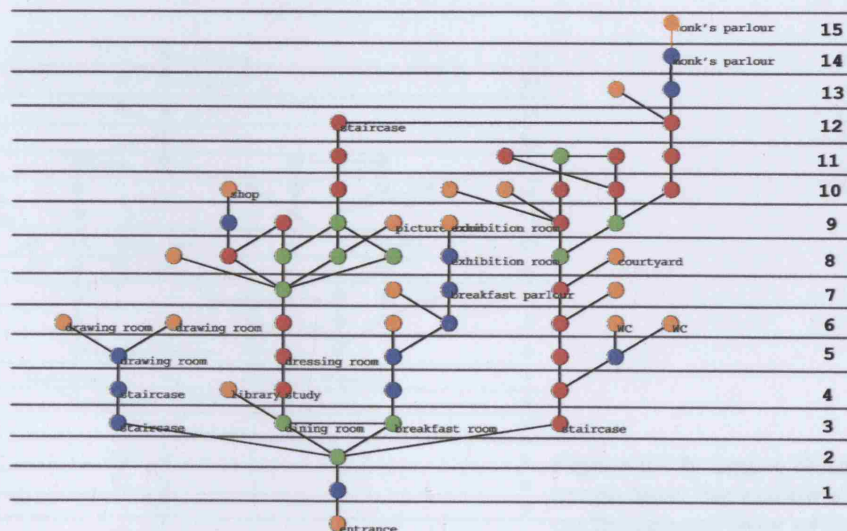 monk's parlour 15
monk's parlour 14
13
staircase 12
11
shop 10
picture exhibition room 9
exhibition room courtyard 8
breakfast parlour 7
drawing room drawing room WC WC 6
drawing room dressing room 5
staircase library study 4
staircase dining room breakfast room staircase 3
2
1
entrance